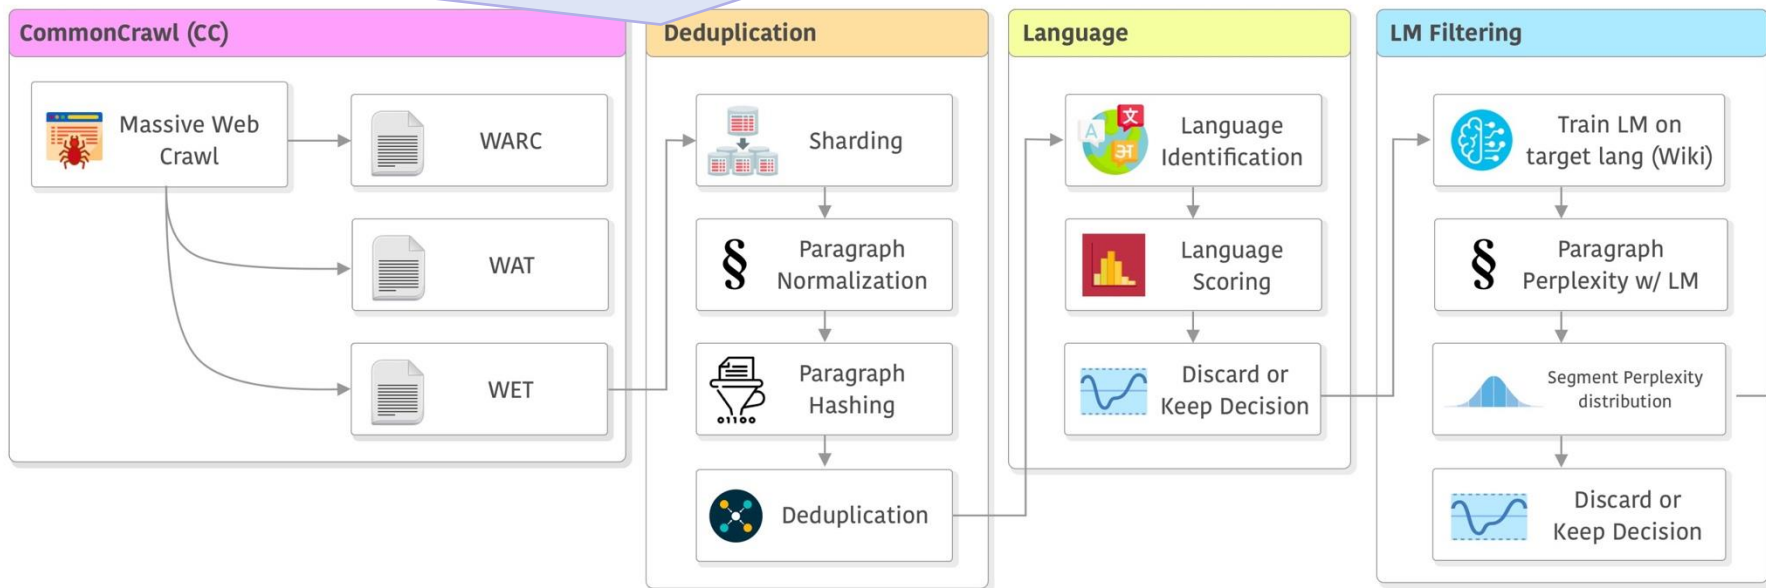 CommonCrawl (CC)
Massive Web
Crawl
WARC
WAT
WET
Deduplication
Sharding
§ Paragraph
Normalization
Paragraph
Hashing
01100
Deduplication
Language
A 文 अ
Language
Identification
Language
Scoring
Discard or
Keep Decision
LM Filtering
Train LM on
target lang (Wiki)
§ Paragraph
Perplexity w/ LM
Segment Perplexity
distribution
Discard or
Keep Decision